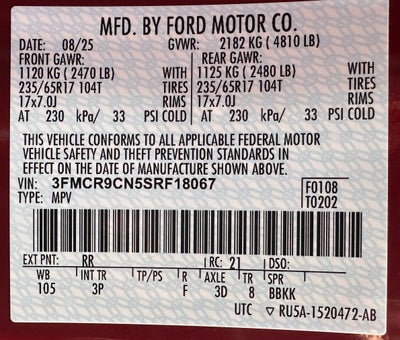 MFD. BY FORD MOTOR CO.
DATE: 08/25 GVWR: 2182 KG ( 4810 LB)
FRONT GAWR: REAR GAWR:
1120 KG ( 2470 LB) WITH 1125 KG ( 2480 LB) WITH
235/65R17 104T TIRES 235/65R17 104T TIRES
17x7.0J RIMS 17x7.0J RIMS
AT 230 kPa/ 33 PSI COLD AT 230 kPa/ 33 PSI COLD
THIS VEHICLE CONFORMS TO ALL APPLICABLE FEDERAL MOTOR
VEHICLE SAFETY AND THEFT PREVENTION STANDARDS IN
EFFECT ON THE DATE OF MANUFACTURE SHOWN ABOVE.
VIN: 3FMCR9CN5SRF18067 F0108
TYPE: MPV T0202
EXT PNT: RR RC: 21 DSO:
WB INT TR TP/PS R AXLE TR SPR
105 3P F 3D 8 BBKK
UTC ▽ RU5A-1520472-AB